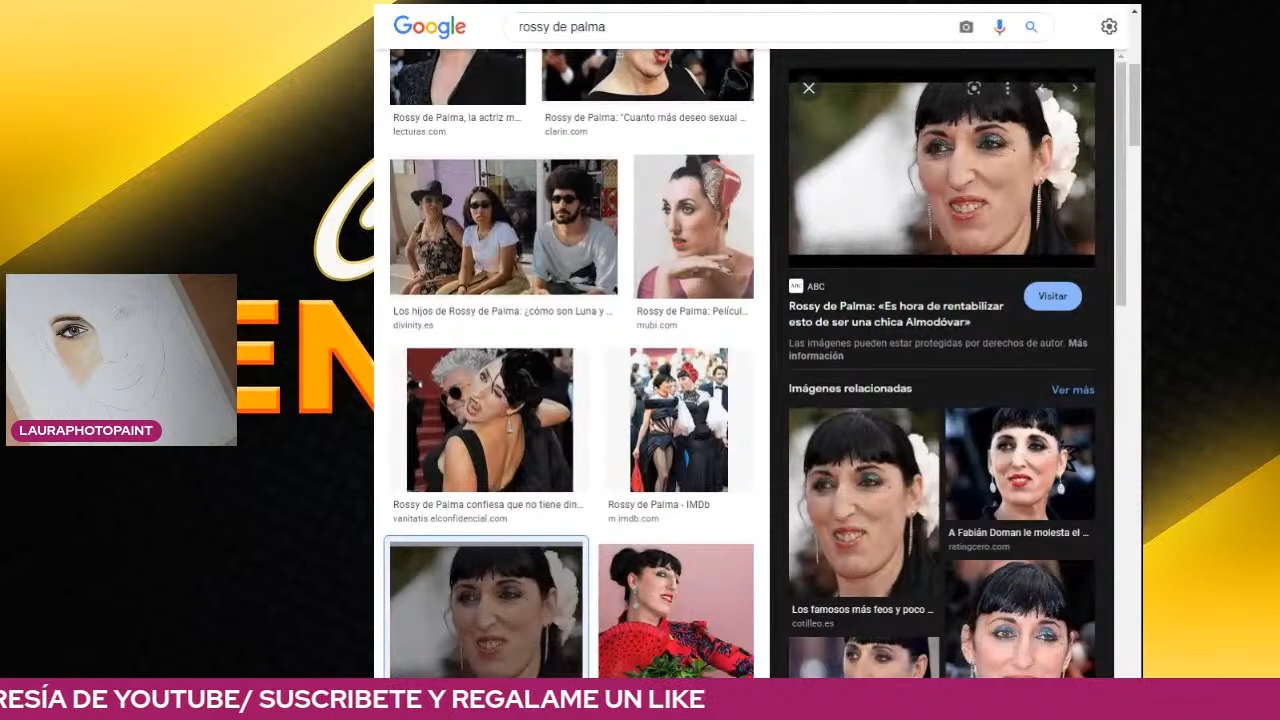 Google
rossy de palma
Rossy de Palma, la actriz m...
lecturas.com
Rossy de Palma: "Cuanto más deseo sexual ...
clarin.com
Los hijos de Rossy de Palma: ¿cómo son Luna y ...
divinity.es
Rossy de Palma: Películ...
mubi.com
Rossy de Palma confiesa que no tiene din...
vanitatis.elconfidencial.com
Rossy de Palma - IMDb
m.imdb.com
ABC
ABC
Rossy de Palma: «Es hora de rentabilizar
esto de ser una chica Almodóvar»
Visitar
Las imágenes pueden estar protegidas por derechos de autor. Más
información
Imágenes relacionadas
Ver más
Los famosos más feos y poco ...
cotilleo.es
A Fabián Doman le molesta el ...
ratingcero.com
LAURAPHOTOPAINT
EN
RESÍA DE YOUTUBE/ SUSCRIBETE Y REGALAME UN LIKE